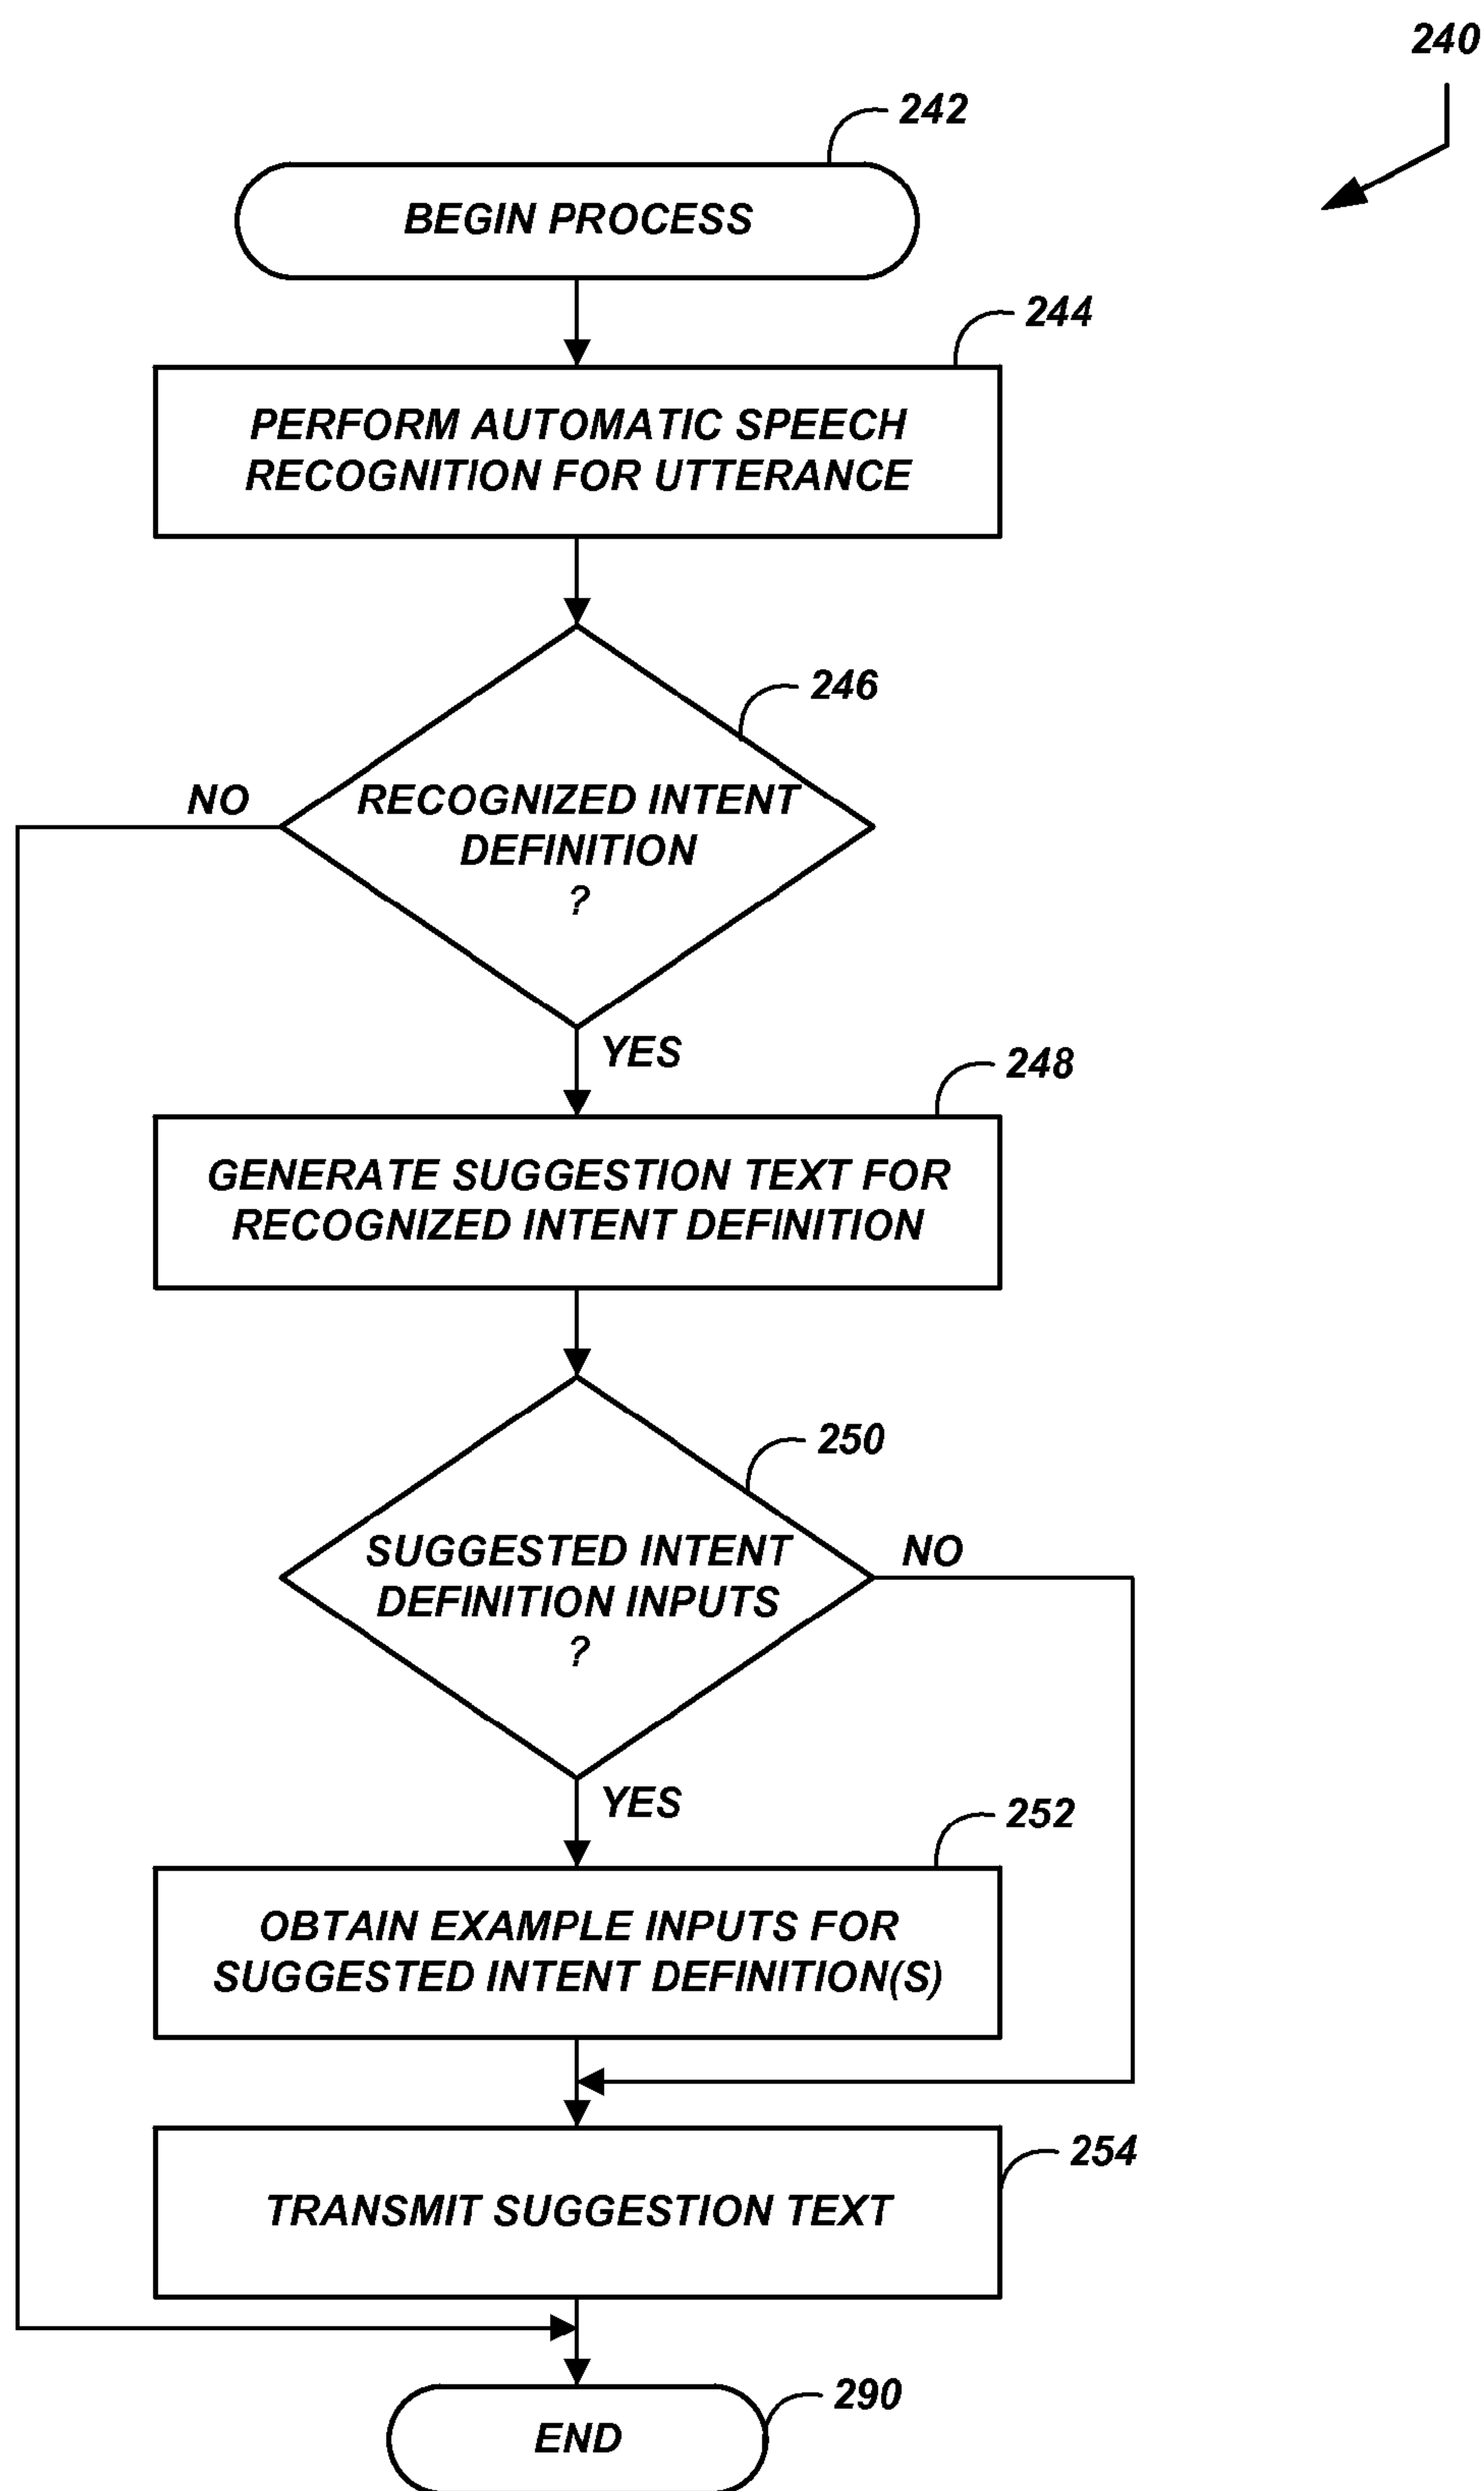 240
242
BEGIN PROCESS
244
PERFORM AUTOMATIC SPEECH
RECOGNITION FOR UTTERANCE
246
NO
RECOGNIZED INTENT
DEFINITION
?
YES
248
GENERATE SUGGESTION TEXT FOR
RECOGNIZED INTENT DEFINITION
250
SUGGESTED INTENT
DEFINITION INPUTS
?
NO
YES
252
OBTAIN EXAMPLE INPUTS FOR
SUGGESTED INTENT DEFINITION(S)
254
TRANSMIT SUGGESTION TEXT
290
END